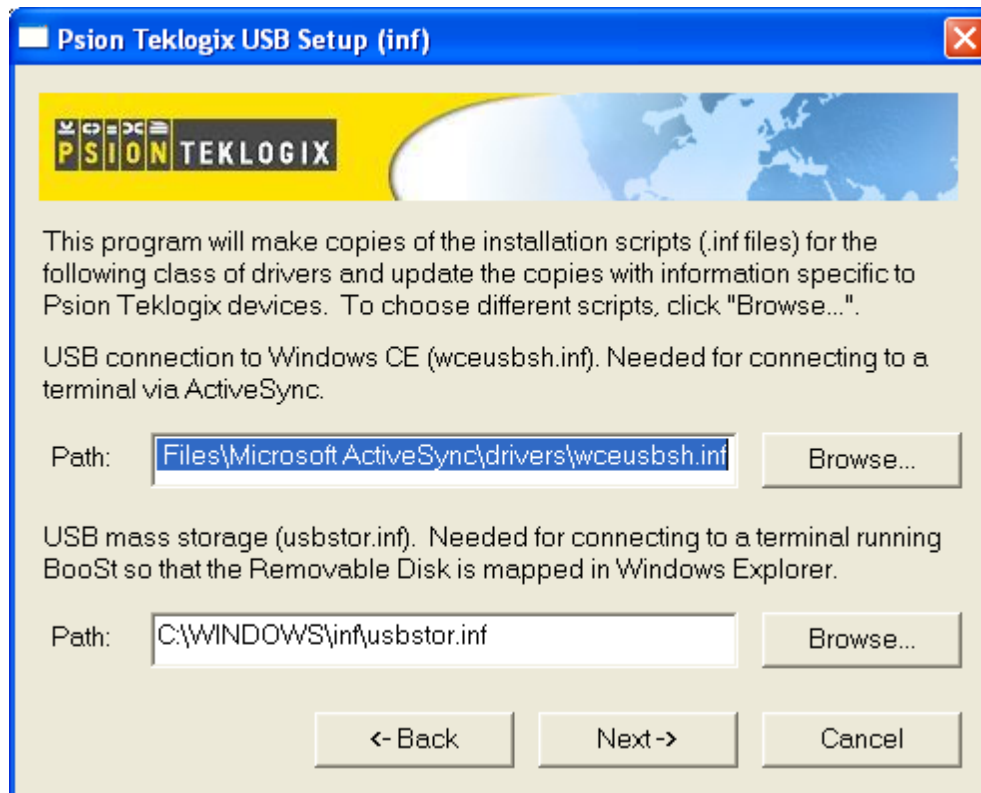 Psion Teklogix USB Setup (inf)
PSION TEKLOGIX
This program will make copies of the installation scripts (.inf files) for the
following class of drivers and update the copies with information specific to
Psion Teklogix devices.  To choose different scripts, click "Browse...".
USB connection to Windows CE (wceusbsh.inf). Needed for connecting to a
terminal via ActiveSync.
Path: Files\Microsoft ActiveSync\drivers\wceusbsh.inf Browse...
USB mass storage (usbstor.inf).  Needed for connecting to a terminal running
BooSt so that the Removable Disk is mapped in Windows Explorer.
Path: C:\WINDOWS\inf\usbstor.inf Browse...
<- Back Next -> Cancel